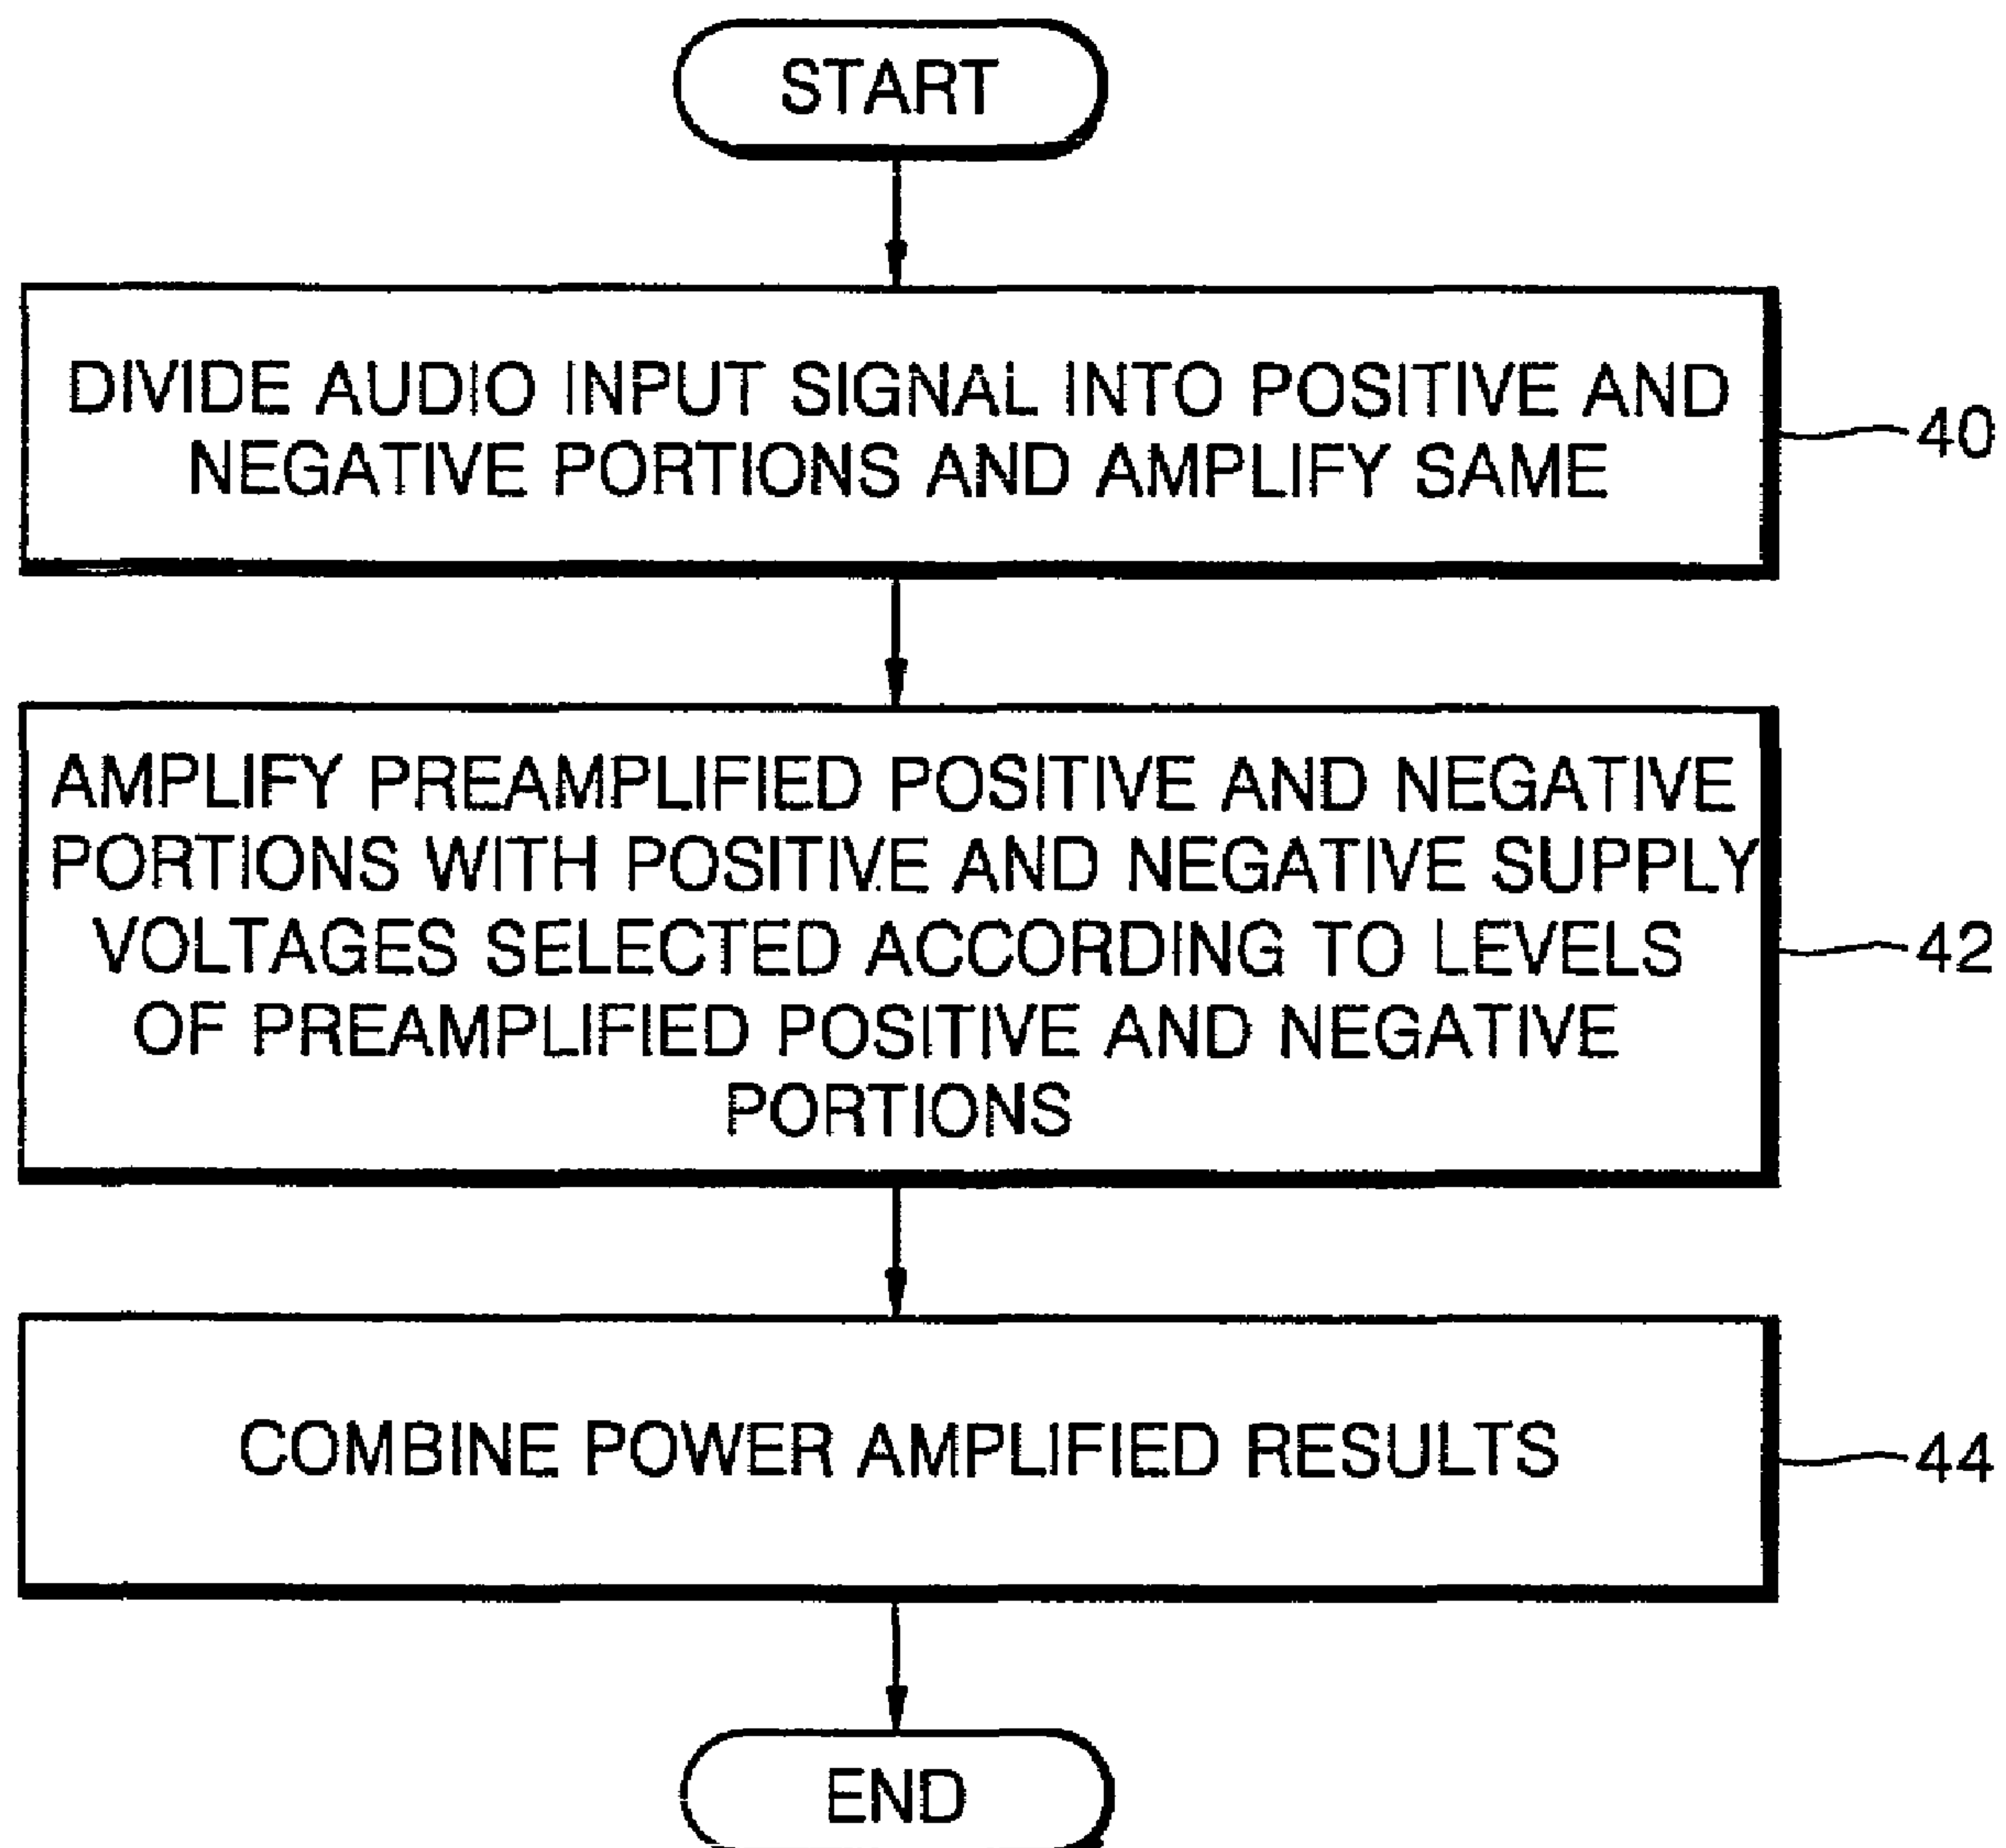 START
DIVIDE AUDIO INPUT SIGNAL INTO POSITIVE AND
NEGATIVE PORTIONS AND AMPLIFY SAME
40
AMPLIFY PREAMPLIFIED POSITIVE AND NEGATIVE
PORTIONS WITH POSITIVE AND NEGATIVE SUPPLY
VOLTAGES SELECTED ACCORDING TO LEVELS
OF PREAMPLIFIED POSITIVE AND NEGATIVE
PORTIONS
42
COMBINE POWER AMPLIFIED RESULTS
44
END